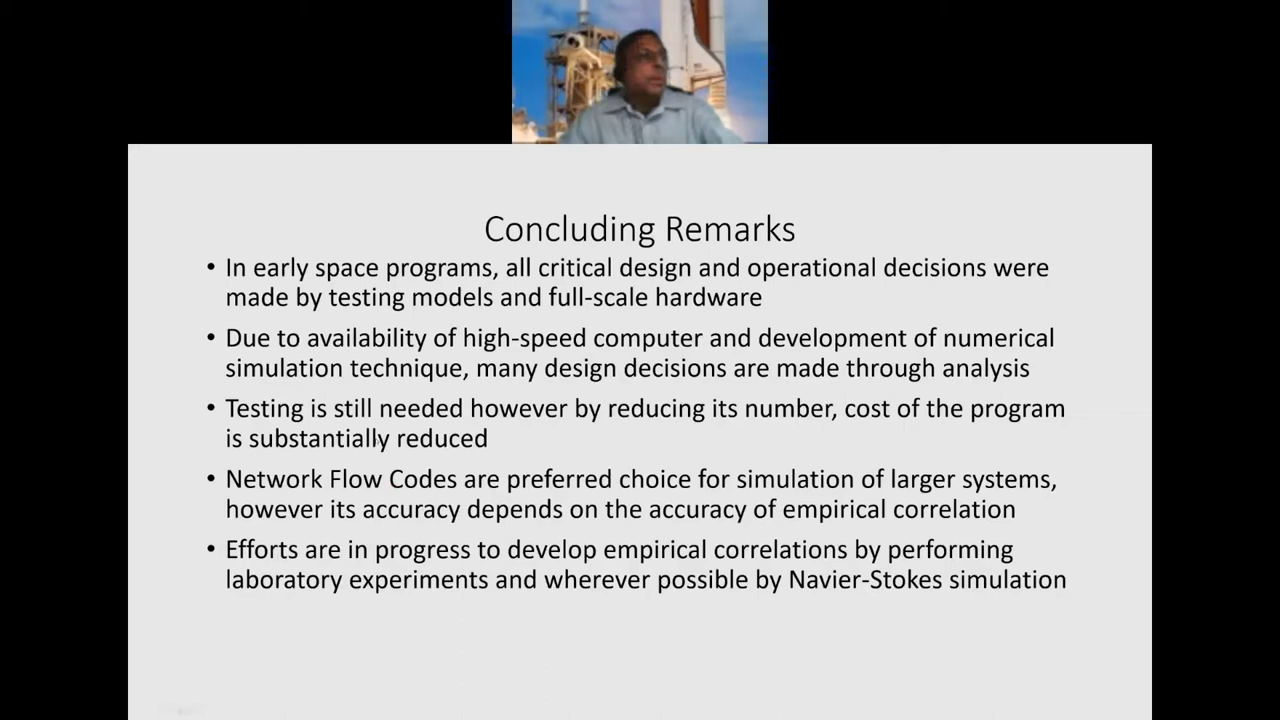 Concluding Remarks
• In early space programs, all critical design and operational decisions were
made by testing models and full-scale hardware
• Due to availability of high-speed computer and development of numerical
simulation technique, many design decisions are made through analysis
• Testing is still needed however by reducing its number, cost of the program
is substantially reduced
• Network Flow Codes are preferred choice for simulation of larger systems,
however its accuracy depends on the accuracy of empirical correlation
• Efforts are in progress to develop empirical correlations by performing
laboratory experiments and wherever possible by Navier-Stokes simulation